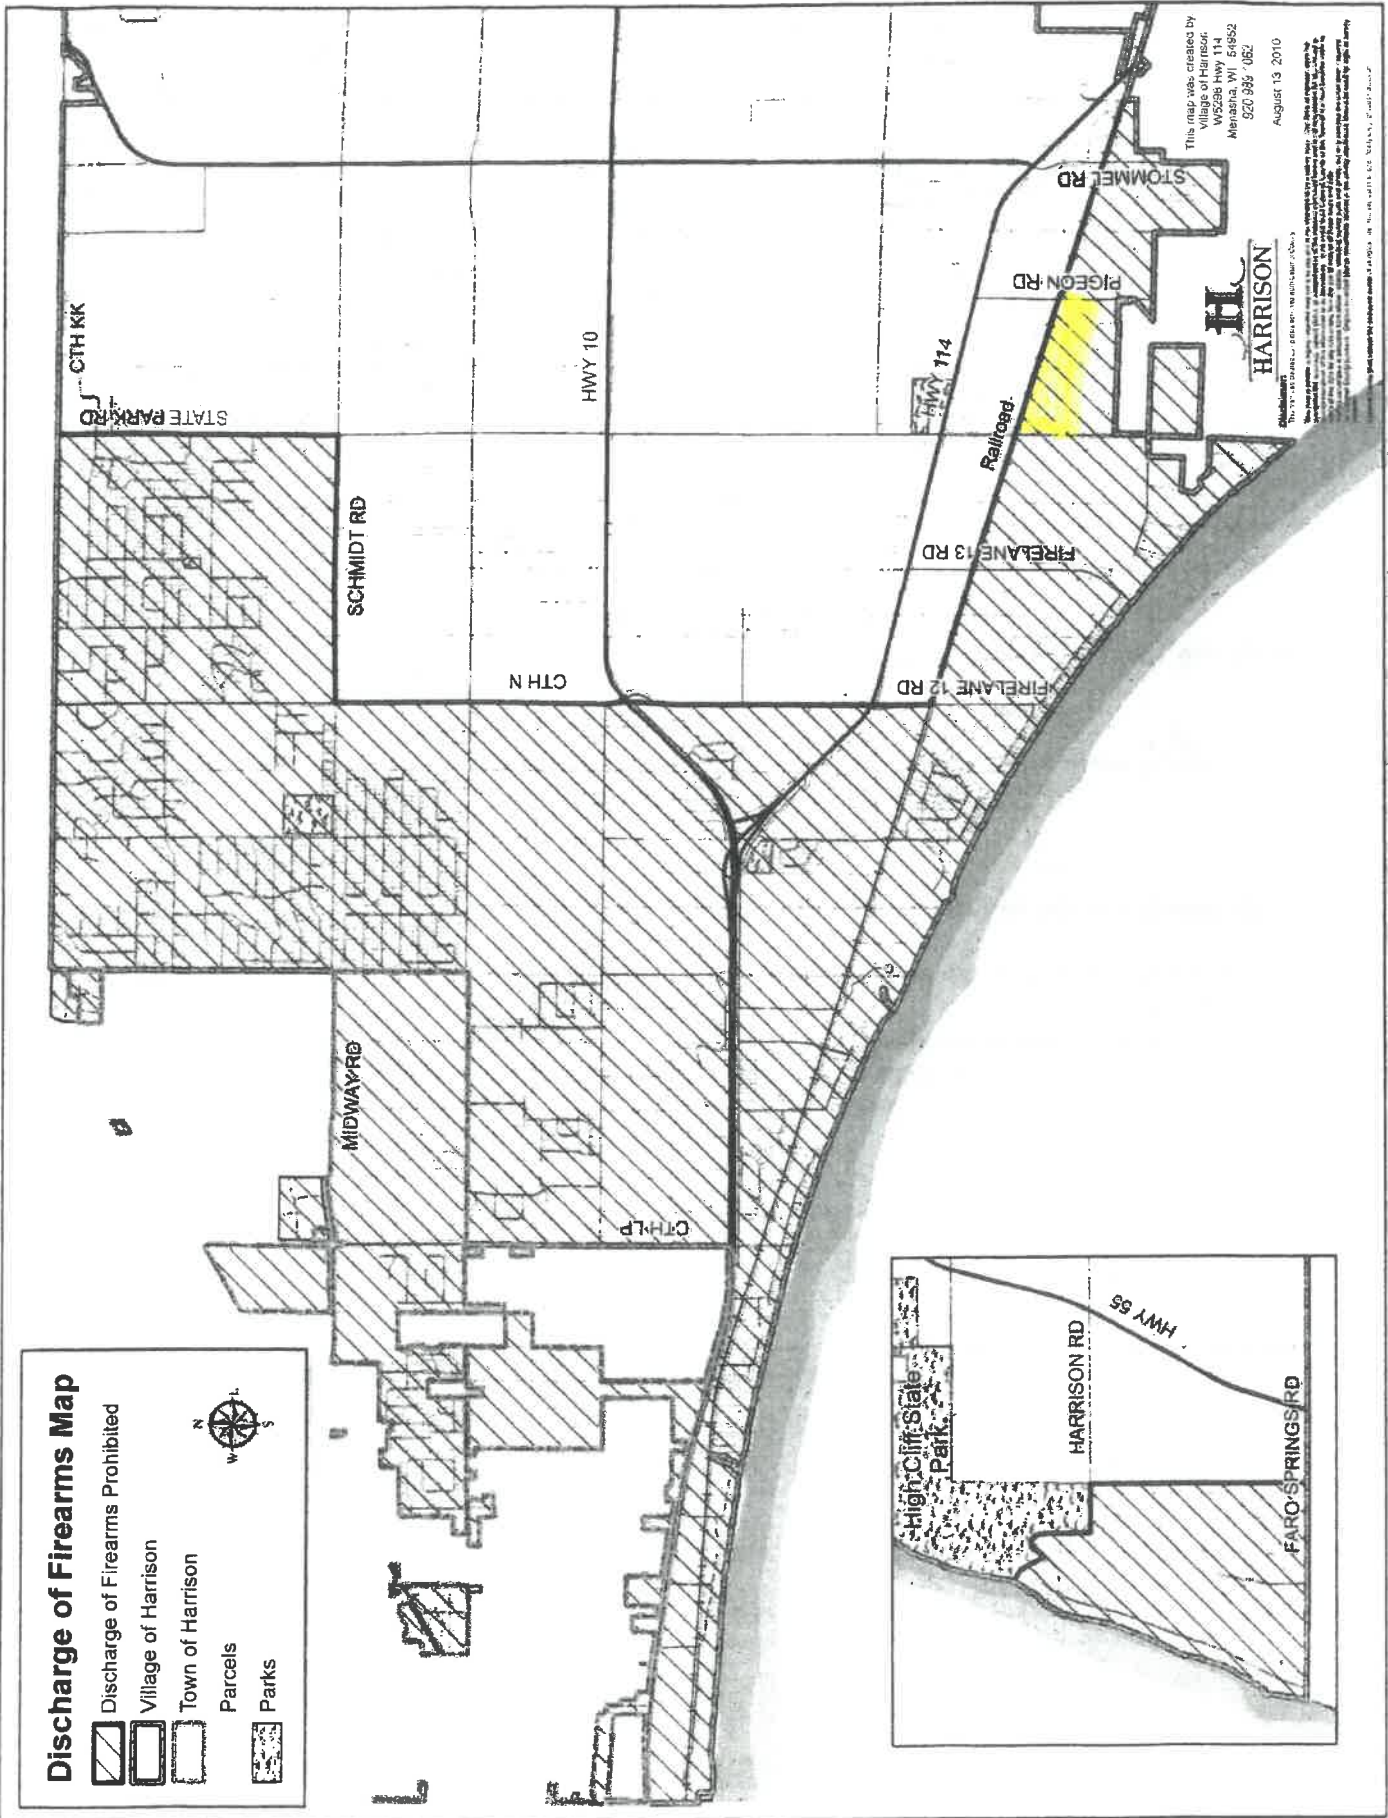 Discharge of Firearms Map
Discharge of Firearms Prohibited
Village of Harrison
Town of Harrison
Parcels
Parks
N
W
S
CTH KK
STATE PARK RD
SCHMIDT RD
MIDWAY RD
CTH N
HWY 10
CTH LP
HWY 114
Railroad
FIRELANE 12 RD
FIRELANE 13 RD
PIGEON RD
STOMMEL RD
High Cliff State
Park
HARRISON RD
HWY 55
FARO SPRINGS RD
H
HARRISON
This map was created by
Village of Harrison
W5298 Hwy 114
Menasha, WI 54952
August 13 2010
Disclaimer: